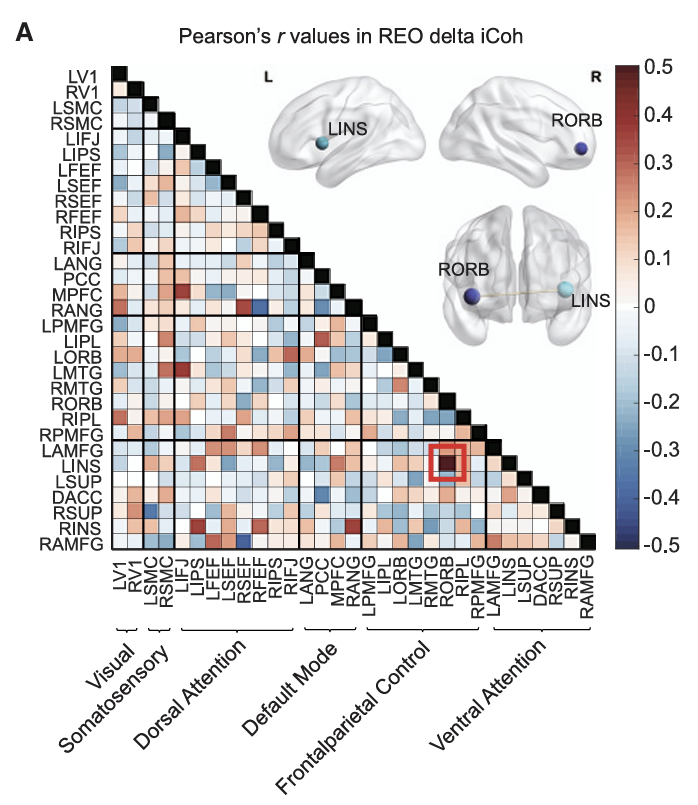 A
Pearson's r values in REO delta iCoh
L
R
LINS
RORB
RORB
LINS
LV1
RV1
LSMC
RSMC
LIFJ
LIPS
LFEF
LSEF
RSEF
RFEF
RIPS
RIFJ
LANG
PCC
MPFC
RANG
LPMFG
LIPL
LORB
LMTG
RMTG
RORB
RIPL
RPMFG
LAMFG
LINS
LSUP
DACC
RSUP
RINS
RAMFG
LV1
RV1
LSMC
RSMC
LIFJ
LIPS
LFEF
LSEF
RSEF
RFEF
RIPS
RIFJ
LANG
PCC
MPFC
RANG
LPMFG
LIPL
LORB
LMTG
RMTG
RORB
RIPL
RPMFG
LAMFG
LINS
LSUP
DACC
RSUP
RINS
RAMFG
Visual
Somatosensory
Dorsal Attention
Default Mode
Frontalparietal Control
Ventral Attention
0.5
0.4
0.3
0.2
0.1
0
-0.1
-0.2
-0.3
-0.4
-0.5